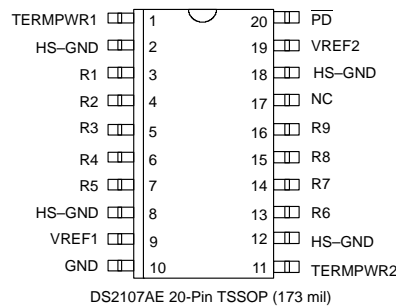 TERMPWR1 1 20 PD
HS–GND 2 19 VREF2
R1 3 18 HS–GND
R2 4 17 NC
R3 5 16 R9
R4 6 15 R8
R5 7 14 R7
HS–GND 8 13 R6
VREF1 9 12 HS–GND
GND 10 11 TERMPWR2
DS2107AE 20-Pin TSSOP (173 mil)